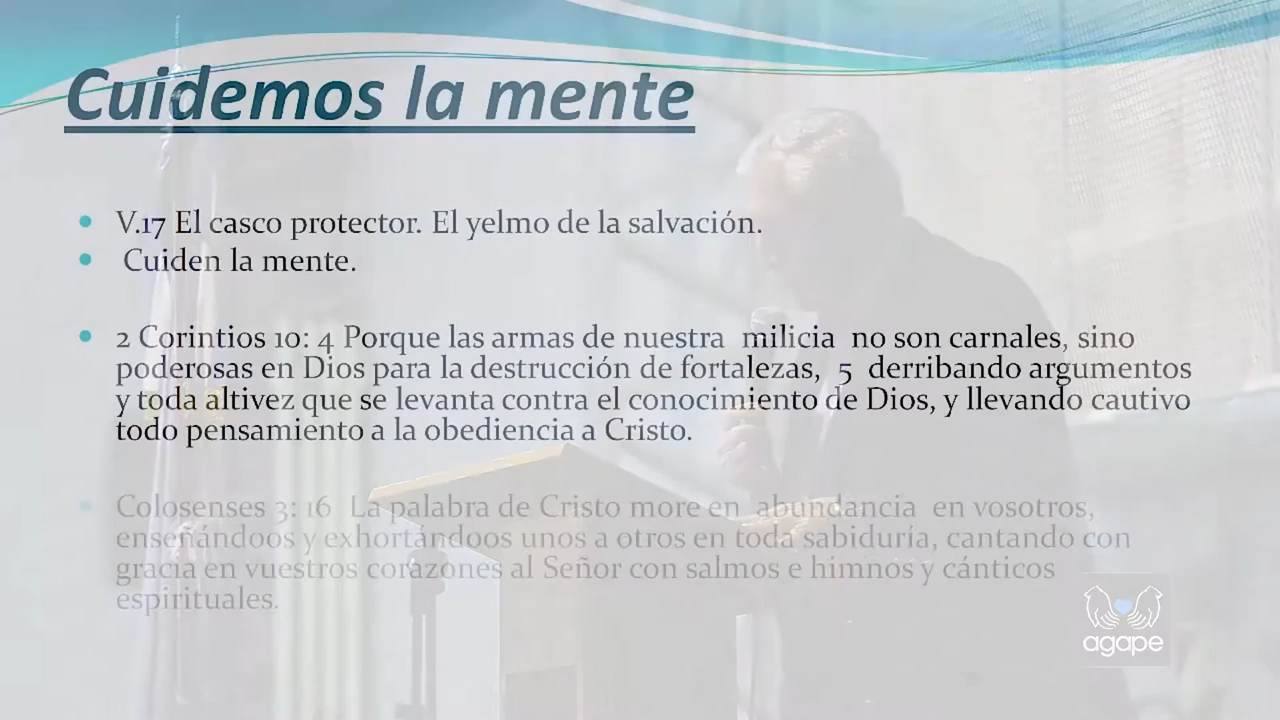 Cuidemos la mente
V.17 El casco protector. El yelmo de la salvación.
Cuiden la mente.
2 Corintios 10: 4 Porque las armas de nuestra milicia no son carnales, sino
poderosas en Dios para la destrucción de fortalezas, 5 derribando argumentos
y toda altivez que se levanta contra el conocimiento de Dios, y llevando cautivo
todo pensamiento a la obediencia a Cristo.
Colosenses 3: 16 La palabra de Cristo more en abundancia en vosotros,
enseñándoos y exhortándoos unos a otros en toda sabiduría, cantando con
gracia en vuestros corazones al Señor con salmos e himnos y cánticos
espirituales.
agape